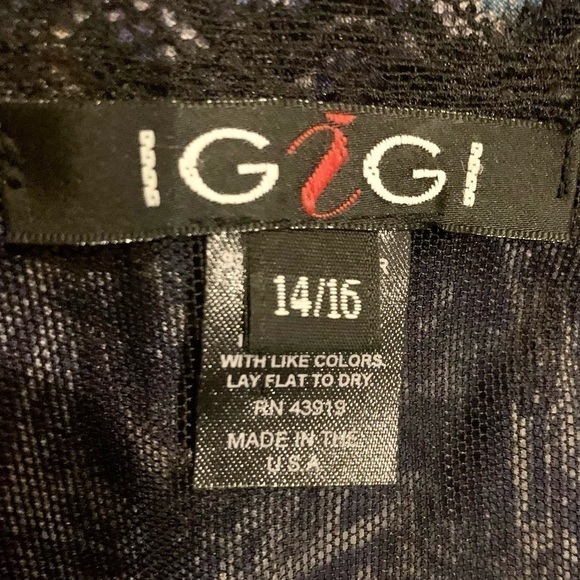 IGiGI
14/16
WITH LIKE COLORS.
LAY FLAT TO DRY.
RN 43919
MADE IN THE
U.S.A.